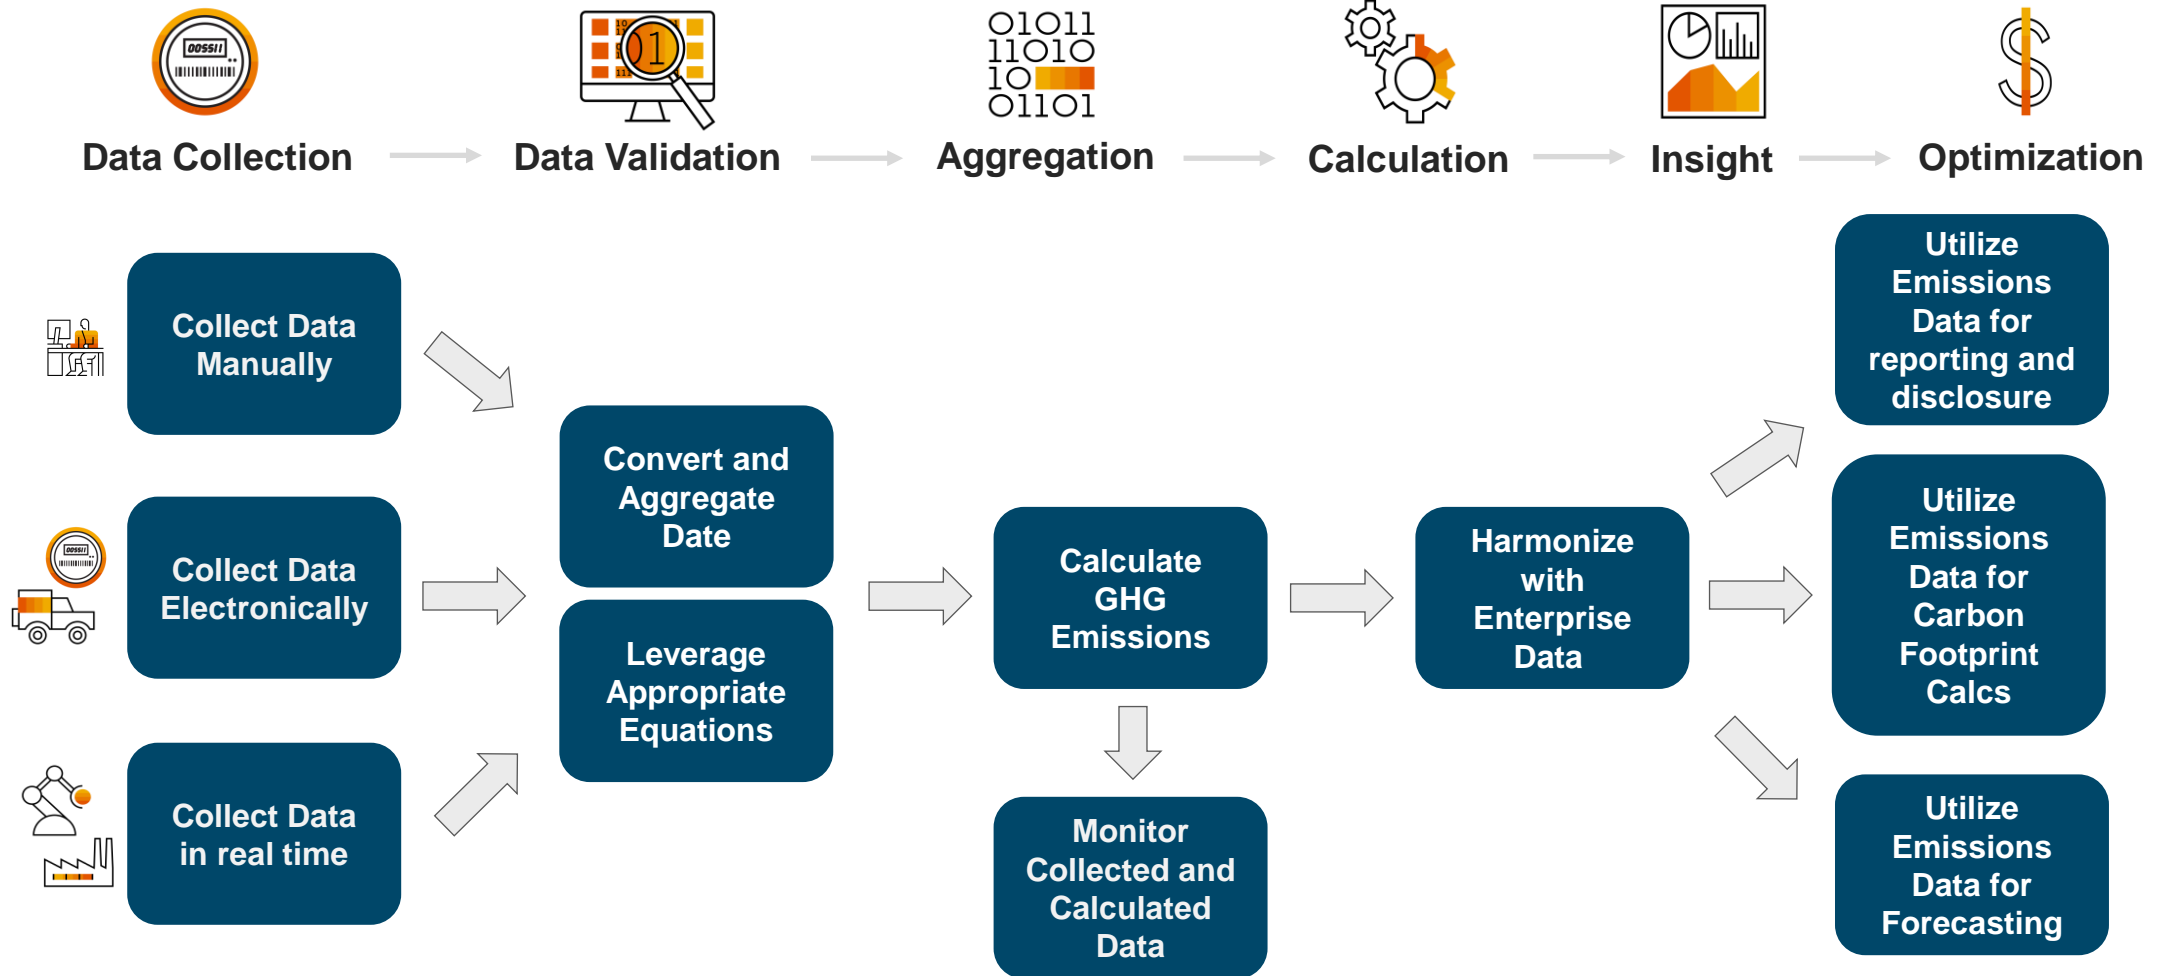 Data Collection
Data Validation
Aggregation
Calculation
Insight
Optimization
01011
11010
10
01101
01
Collect Data
Manually
Collect Data
Electronically
Collect Data
in real time
Convert and
Aggregate
Date
Leverage
Appropriate
Equations
Calculate
GHG
Emissions
Monitor
Collected and
Calculated
Data
Harmonize
with
Enterprise
Data
Utilize
Emissions
Data for
reporting and
disclosure
Utilize
Emissions
Data for
Carbon
Footprint
Calcs
Utilize
Emissions
Data for
Forecasting